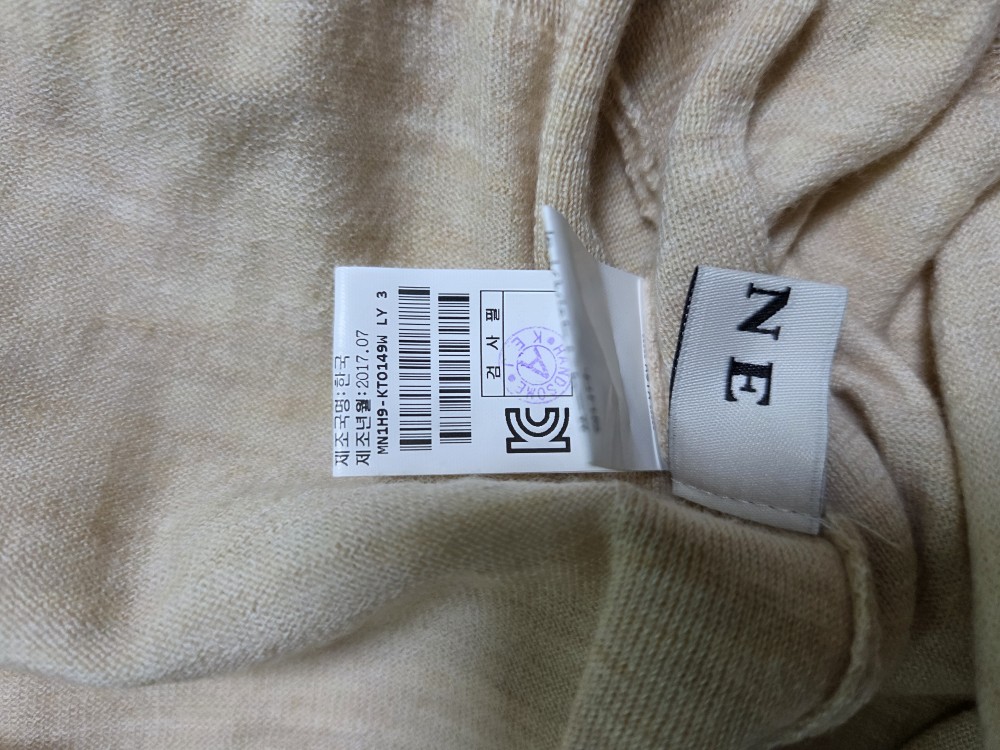 제조국명:한국
제조년월:2017.07
MN1H9-KTO149W LY 3
검 사 필
HANDSOME
NE